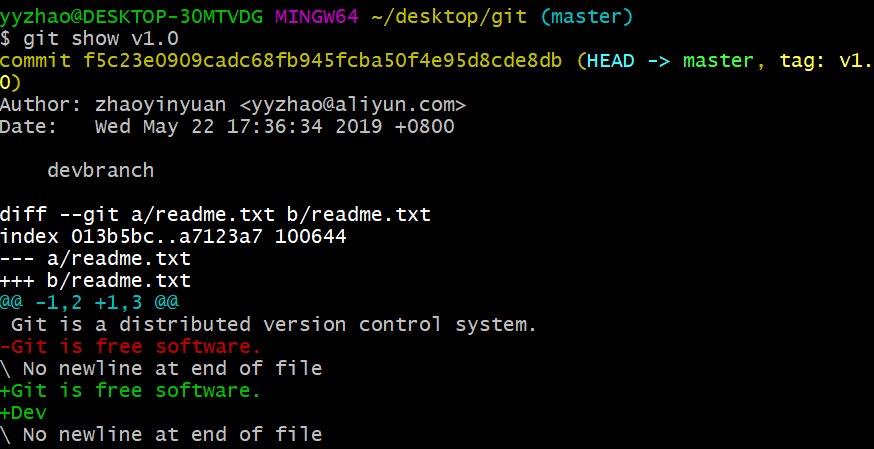 yyzhao@DESKTOP-3OMTVDG MINGW64 ~/desktop/git (master)
$ git show v1.0
commit f5c23e0909cadc68fb945fcba50f4e95d8cde8db (HEAD -> master, tag: v1.
0)
Author: zhaoyinyuan <yyzhao@aliyun.com>
Date:   Wed May 22 17:36:34 2019 +0800

    devbranch

diff --git a/readme.txt b/readme.txt
index 013b5bc..a7123a7 100644
--- a/readme.txt
+++ b/readme.txt
@@ -1,2 +1,3 @@
 Git is a distributed version control system.
-Git is free software.
\ No newline at end of file
+Git is free software.
+Dev
\ No newline at end of file